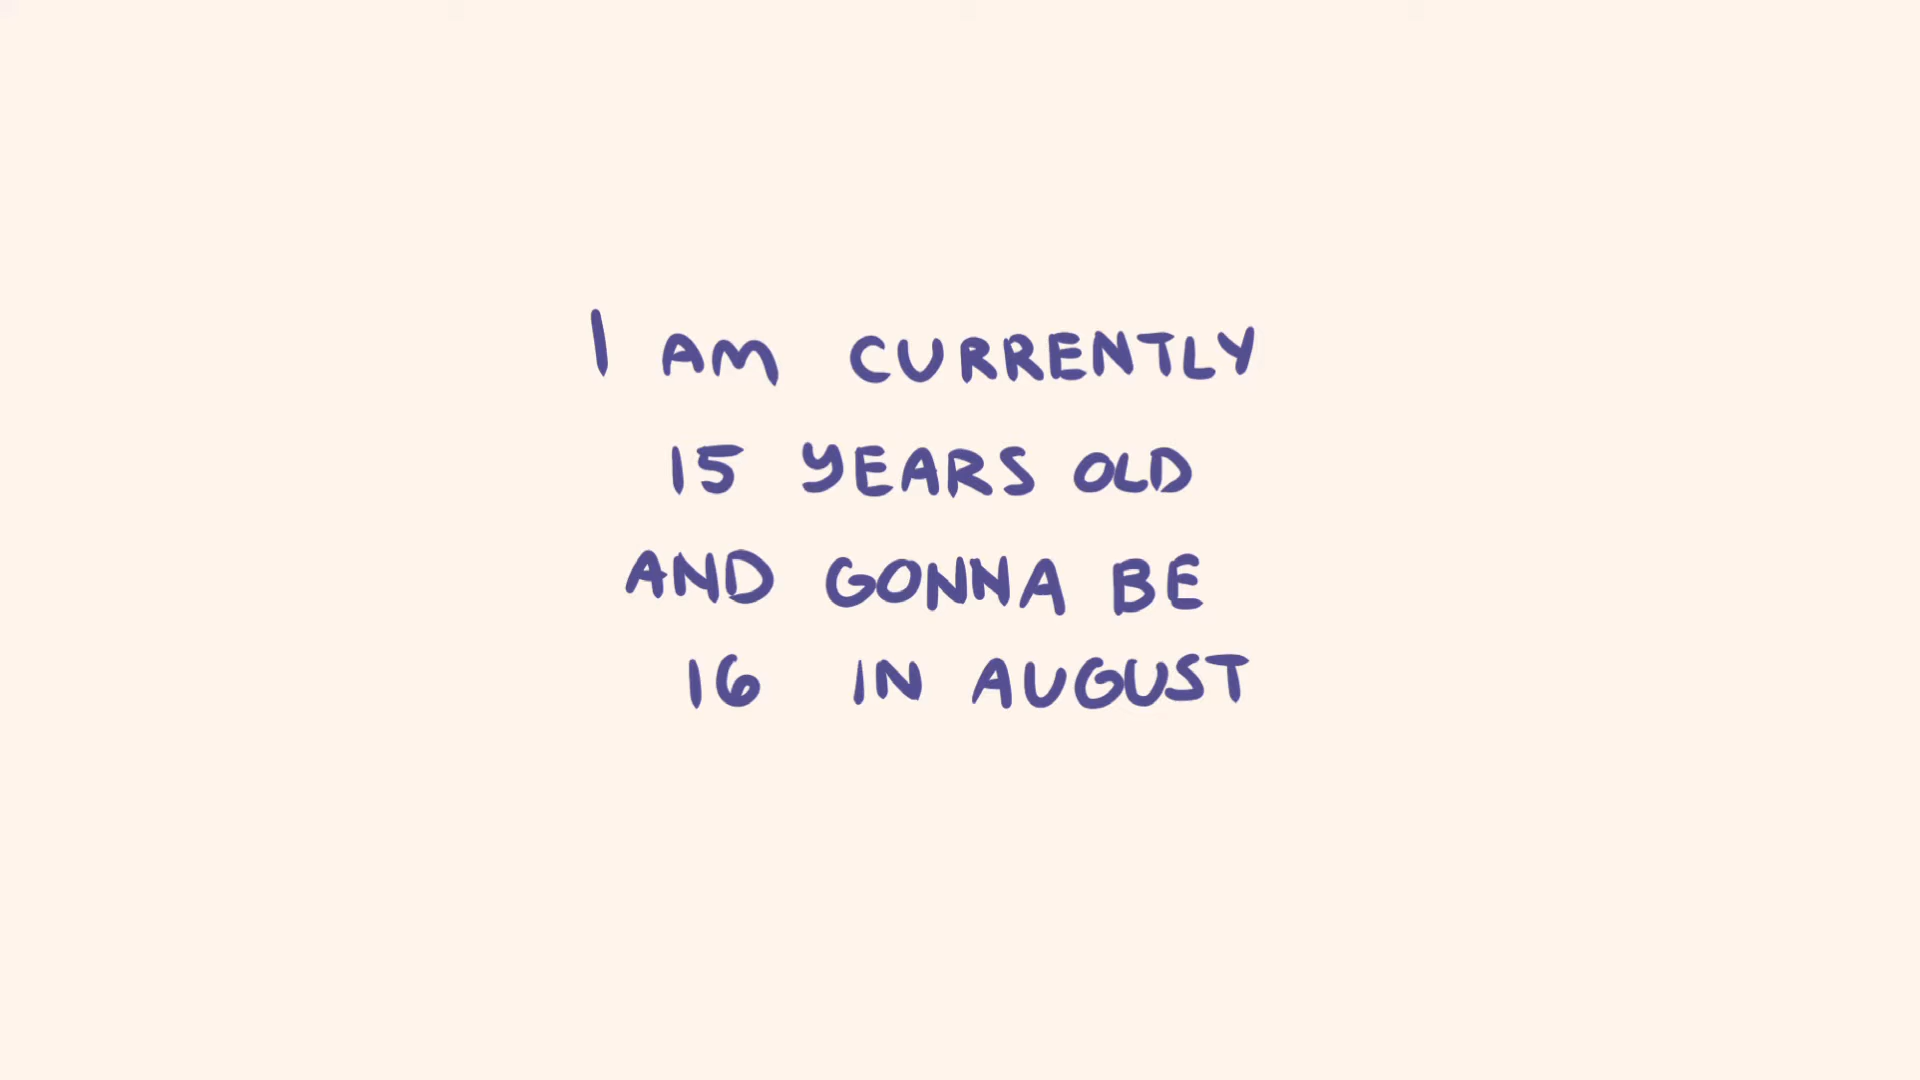 I AM CURRENTLY
15 YEARS OLD
AND GONNA BE
16 IN AUGUST